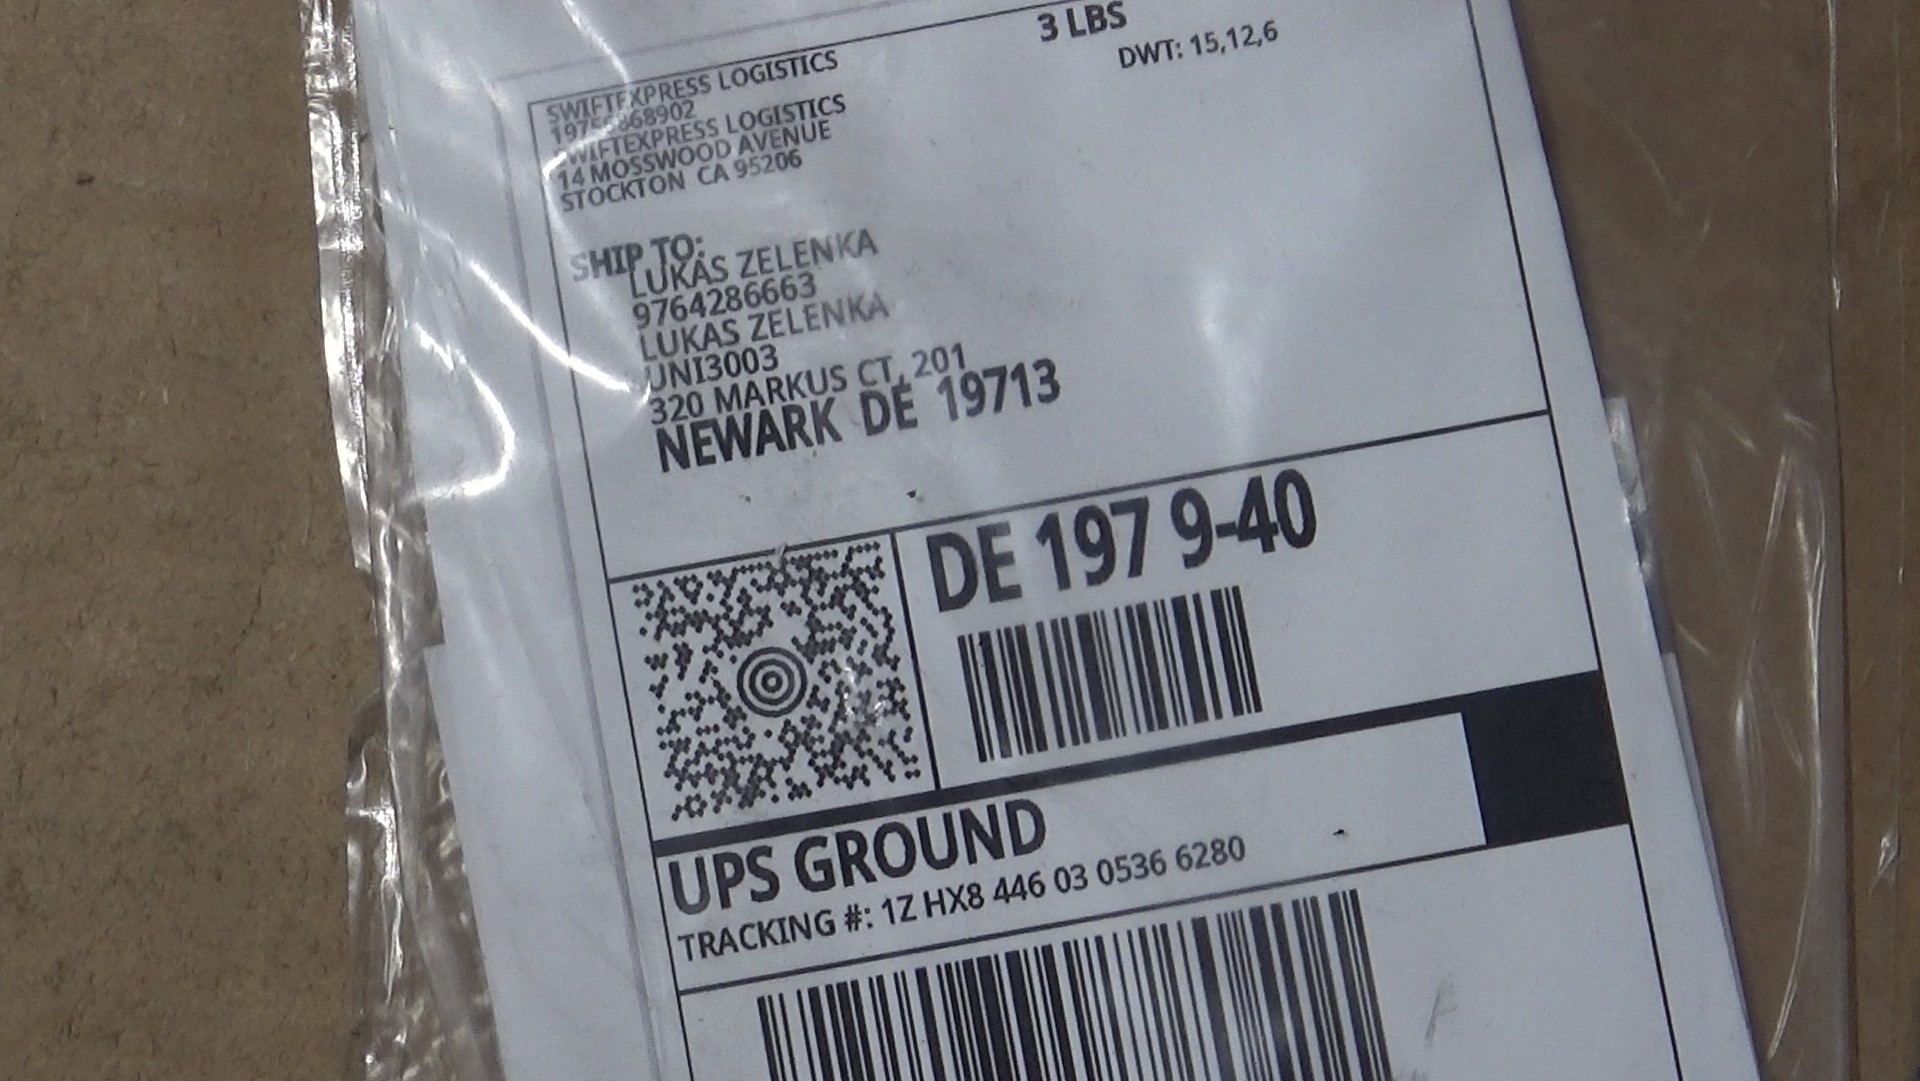 3 LBS
DWT: 15,12,6
SWIFTEXPRESS LOGISTICS
SWIFTEXPRESS LOGISTICS
14 MOSSWOOD AVENUE
STOCKTON CA 95206
SHIP TO:
LUKAS ZELENKA
9764286663
LUKAS ZELENKA
UNI3003
320 MARKUS CT, 201
NEWARK DE 19713
DE 197 9-40
UPS GROUND
TRACKING #: 1Z HX8 446 03 0536 6280